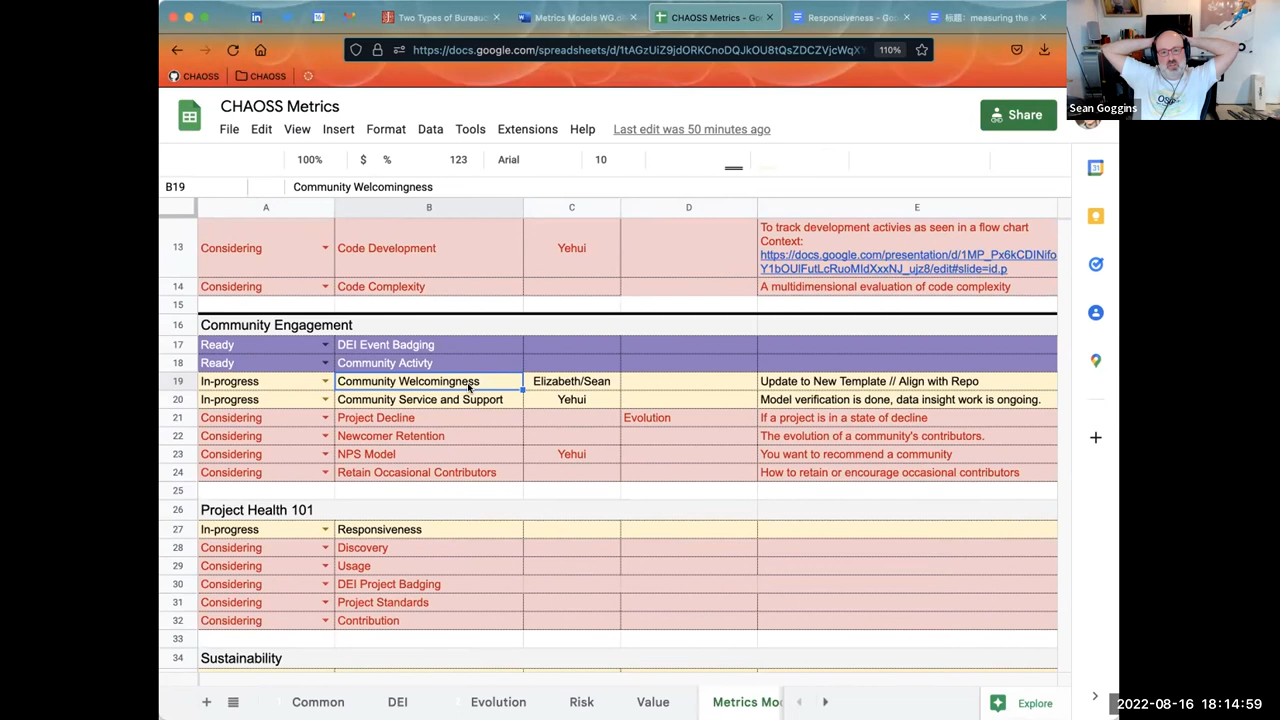 Two Types of Bureauc
Metrics Models WG.d
CHAOSS Metrics - Go
Responsiveness - Go
标题: measuring the
https://docs.google.com/spreadsheets/d/1tAGzUiZ9jdORKCnoDQJkOU8tQsZDCZVjcWqX
110%
CHAOSS
CHAOSS
Sean Goggins
CHAOSS Metrics
Share
File Edit View Insert Format Data Tools Extensions Help Last edit was 50 minutes ago
100% $ % 123 Arial 10
B19 Community Welcomingness
A B C D E
13 Considering Code Development Yehui To track development activies as seen in a flow chart
Context:
https://docs.google.com/presentation/d/1MP_Px6kCDINifo
Y1bOUlFutLcRuoMIdXxxNJ_ujz8/edit#slide=id.p
14 Considering Code Complexity A multidimensional evaluation of code complexity
15
16 Community Engagement
17 Ready DEI Event Badging
18 Ready Community Activty
19 In-progress Community Welcomingness Elizabeth/Sean Update to New Template // Align with Repo
20 In-progress Community Service and Support Yehui Model verification is done, data insight work is ongoing.
21 Considering Project Decline Evolution If a project is in a state of decline
22 Considering Newcomer Retention The evolution of a community's contributors.
23 Considering NPS Model Yehui You want to recommend a community
24 Considering Retain Occasional Contributors How to retain or encourage occasional contributors
25
26 Project Health 101
27 In-progress Responsiveness
28 Considering Discovery
29 Considering Usage
30 Considering DEI Project Badging
31 Considering Project Standards
32 Considering Contribution
33
34 Sustainability
Common DEI Evolution Risk Value Metrics Mo Explore
2022-08-16 18:14:59